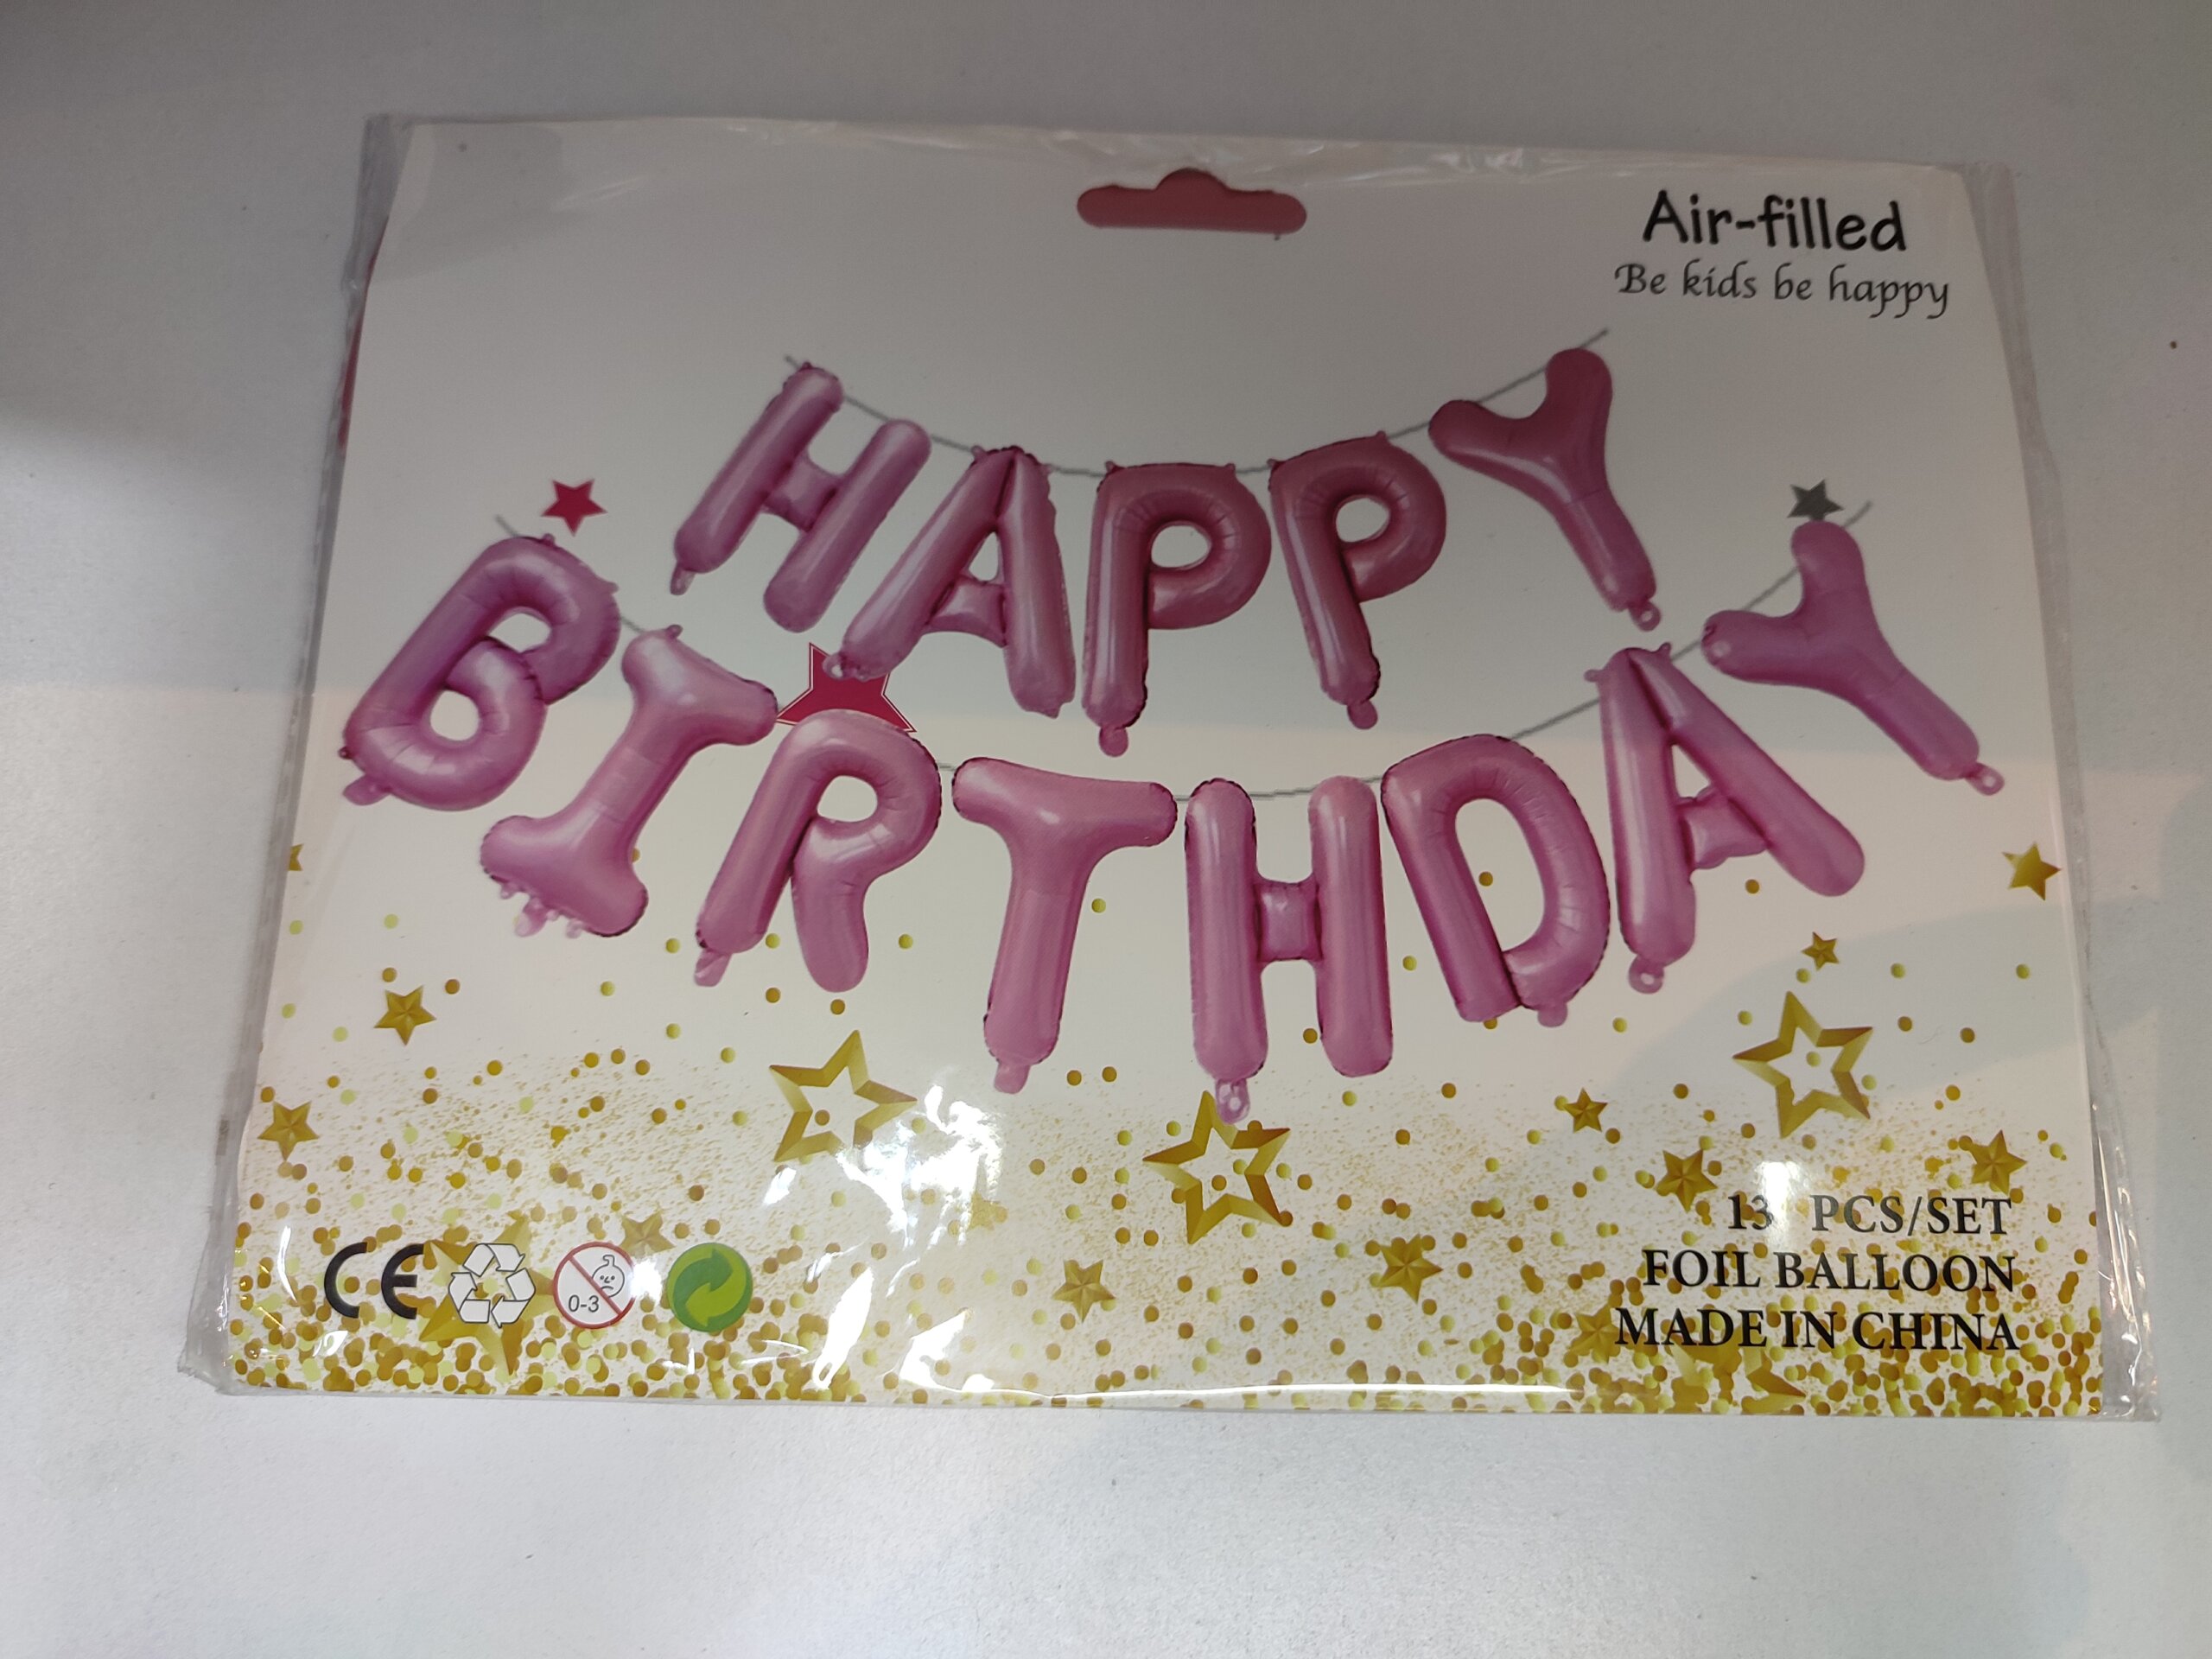 Air-filled
Be kids be happy
HAPPY
BIRTHDAY
13 PCS/SET
FOIL BALLOON
MADE IN CHINA
CE
0-3